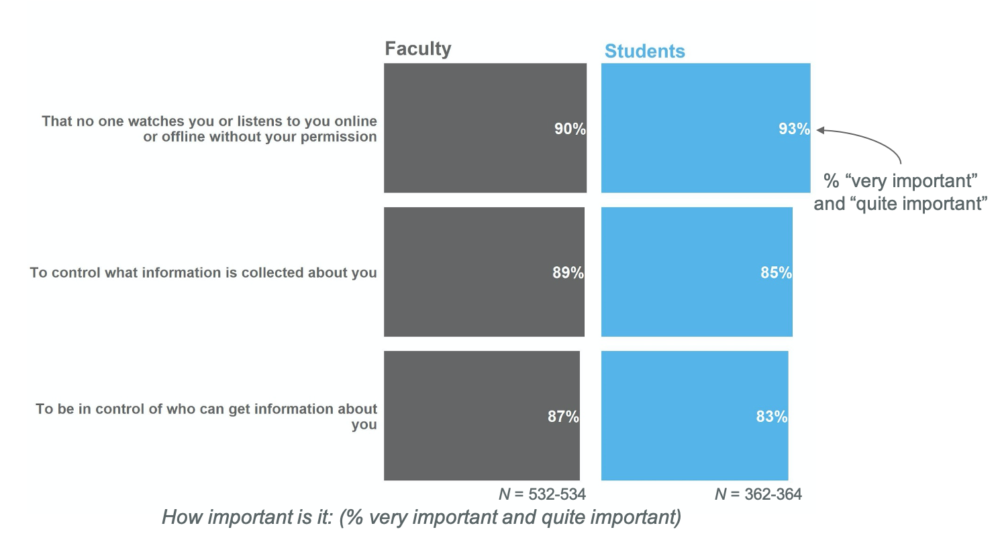 Faculty
Students
That no one watches you or listens to you online
or offline without your permission
90%
93%
% “very important”
and “quite important”
To control what information is collected about you
89%
85%
To be in control of who can get information about
you
87%
83%
N = 532-534
N = 362-364
How important is it: (% very important and quite important)